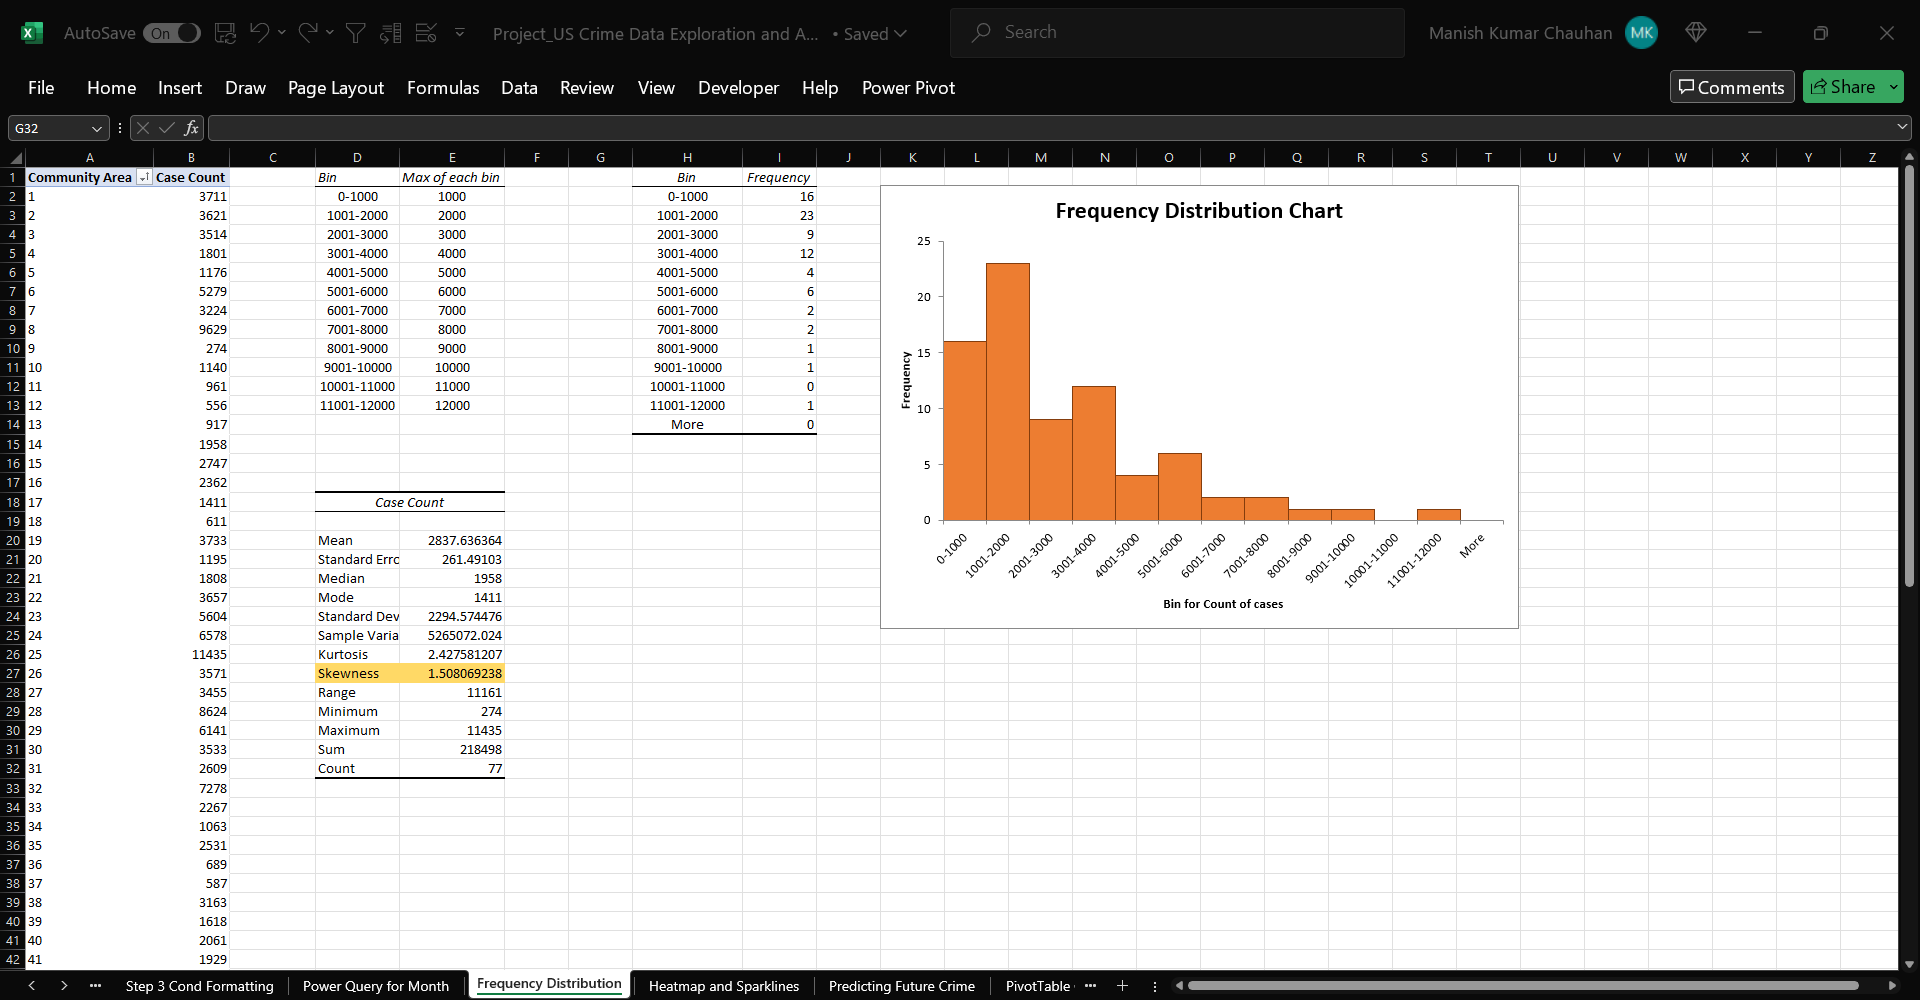 AutoSave On Project_US Crime Data Exploration and A... • Saved Search Manish Kumar Chauhan MK
File Home Insert Draw Page Layout Formulas Data Review View Developer Help Power Pivot Comments Share
G32 fx
A B C D E F G H I J K L M N O P Q R S T U V W X Y Z
1 Community Area Case Count Bin Max of each bin Bin Frequency
2 1 3711 0-1000 1000 0-1000 16
3 2 3621 1001-2000 2000 1001-2000 23
4 3 3514 2001-3000 3000 2001-3000 9
5 4 1801 3001-4000 4000 3001-4000 12
6 5 1176 4001-5000 5000 4001-5000 4
7 6 5279 5001-6000 6000 5001-6000 6
8 7 3224 6001-7000 7000 6001-7000 2
9 8 9629 7001-8000 8000 7001-8000 2
10 9 274 8001-9000 9000 8001-9000 1
11 10 1140 9001-10000 10000 9001-10000 1
12 11 961 10001-11000 11000 10001-11000 0
13 12 556 11001-12000 12000 11001-12000 1
14 13 917 More 0
15 14 1958
16 15 2747
17 16 2362
18 17 1411 Case Count
19 18 611
20 19 3733 Mean 2837.636364
21 20 1195 Standard Erro 261.49103
22 21 1808 Median 1958
23 22 3657 Mode 1411
24 23 5604 Standard Dev 2294.574476
25 24 6578 Sample Varia 5265072.024
26 25 11435 Kurtosis 2.427581207
27 26 3571 Skewness 1.508069238
28 27 3455 Range 11161
29 28 8624 Minimum 274
30 29 6141 Maximum 11435
31 30 3533 Sum 218498
32 31 2609 Count 77
33 32 7278
34 33 2267
35 34 1063
36 35 2531
37 36 689
38 37 587
39 38 3163
40 39 1618
41 40 2061
42 41 1929
Frequency Distribution Chart
25
20
15
10
5
0
Frequency
0-1000 1001-2000 2001-3000 3001-4000 4001-5000 5001-6000 6001-7000 7001-8000 8001-9000 9001-10000 10001-11000 11001-12000 More
Bin for Count of cases
Step 3 Cond Formatting Power Query for Month Frequency Distribution Heatmap and Sparklines Predicting Future Crime PivotTable ...